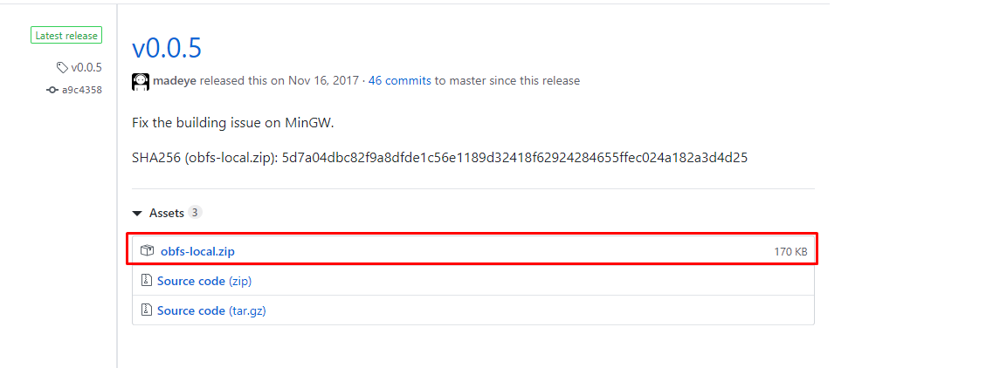 Latest release
v0.0.5
a9c4358
v0.0.5
madeye released this on Nov 16, 2017 · 46 commits to master since this release
Fix the building issue on MinGW.
SHA256 (obfs-local.zip): 5d7a04dbc82f9a8dfde1c56e1189d32418f62924284655ffec024a182a3d4d25
Assets 3
obfs-local.zip 170 KB
Source code (zip)
Source code (tar.gz)